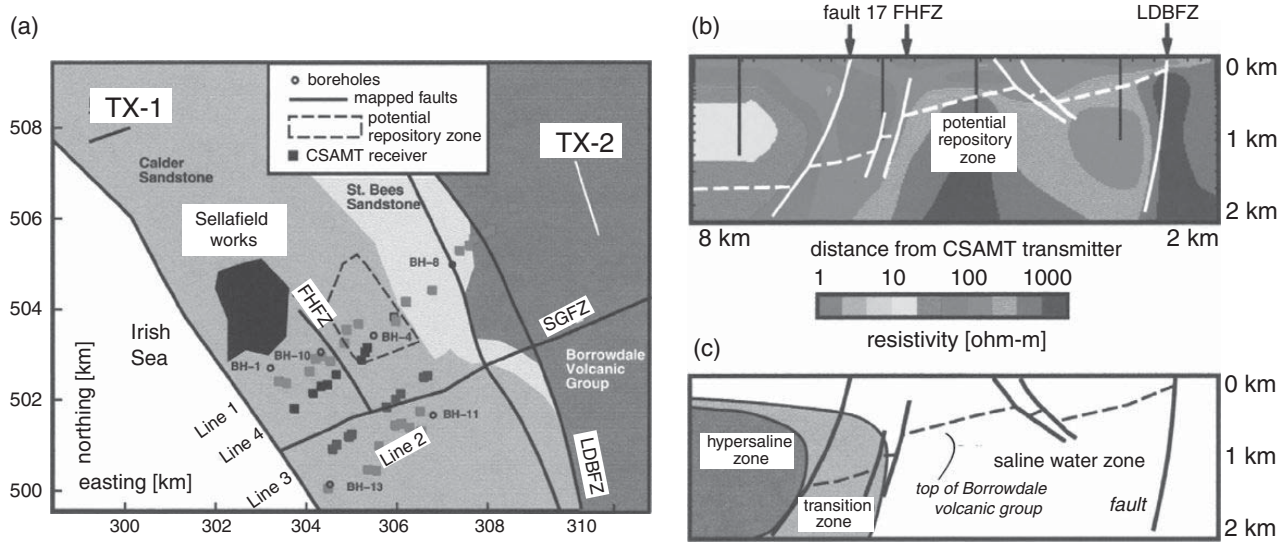 (a)
boreholes
mapped faults
potential
repository zone
CSAMT receiver
TX-1
TX-2
Calder
Sandstone
St. Bees
Sandstone
Sellafield
works
BH–8
FHFZ
BH–4
SGFZ
Irish
Sea
BH–10
BH–1
Borrowdale
Volcanic
Group
BH–11
Line 1
Line 4
Line 2
Line 3
BH–13
LDBFZ
northing [km]
easting [km]
508
506
504
502
500
300
302
304
306
308
310
(b)
fault 17 FHFZ
LDBFZ
potential
repository
zone
0 km
1 km
2 km
8 km
2 km
distance from CSAMT transmitter
1 10 100 1000
resistivity [ohm-m]
(c)
hypersaline
zone
transition
zone
top of Borrowdale
volcanic group
saline water zone
fault
0 km
1 km
2 km